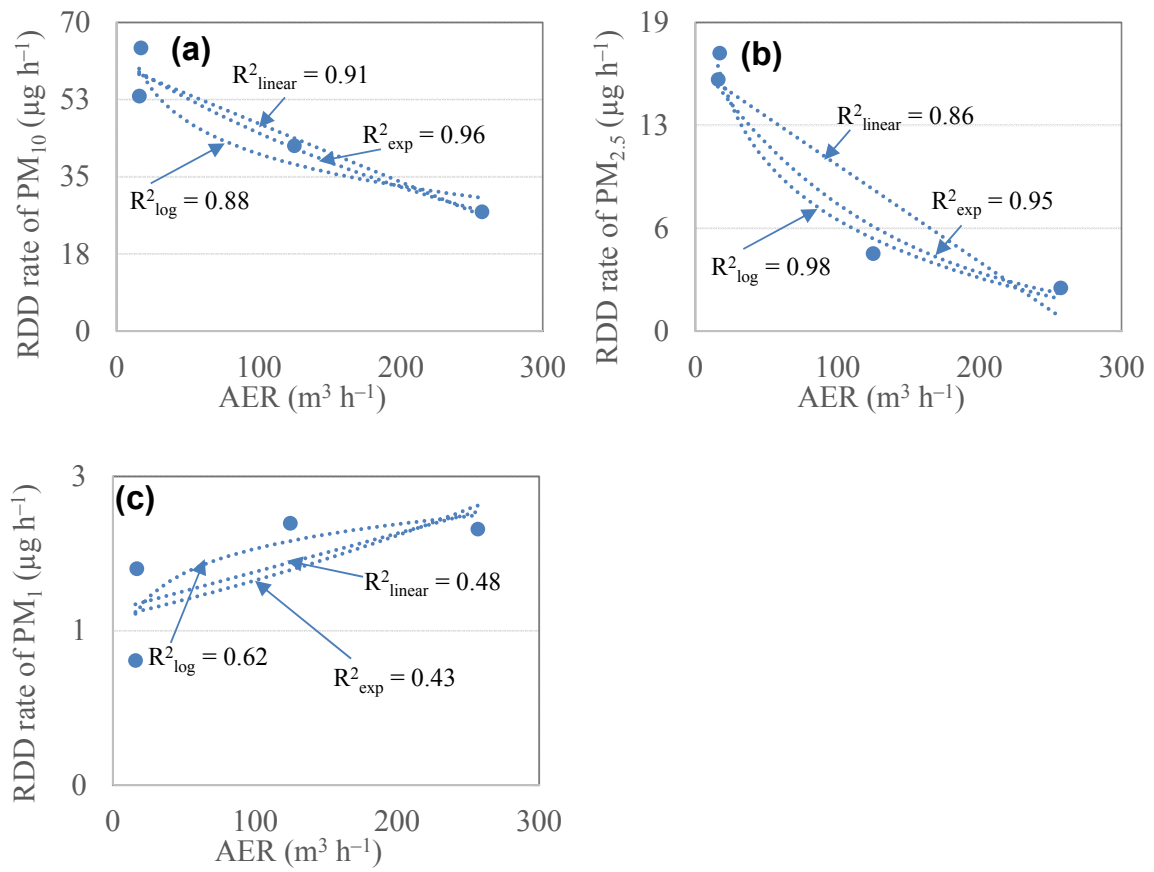 (a)
RDD rate of PM10 (µg h–1)
70
53
35
18
0
R2linear = 0.91
R2exp = 0.96
R2log = 0.88
0 100 200 300
AER (m³ h–1)
(b)
RDD rate of PM2.5 (µg h–1)
19
13
6
0
R2linear = 0.86
R2exp = 0.95
R2log = 0.98
0 100 200 300
AER (m³ h–1)
(c)
RDD rate of PM1 (µg h–1)
3
1
0
R2linear = 0.48
R2log = 0.62
R2exp = 0.43
0 100 200 300
AER (m³ h–1)